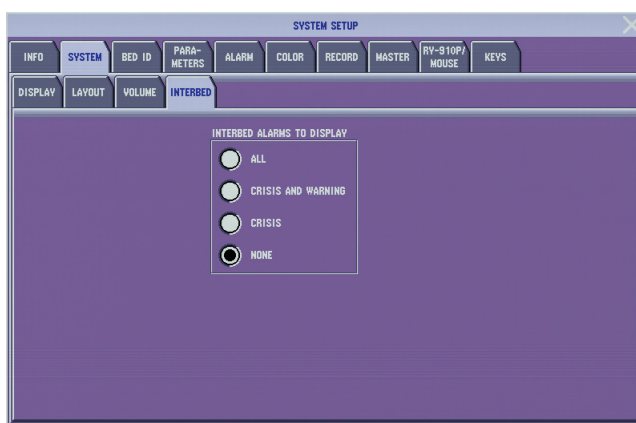 SYSTEM SETUP
INFO
SYSTEM
BED ID
PARA-
METERS
ALARM
COLOR
RECORD
MASTER
RY-910P/
MOUSE
KEYS
DISPLAY
LAYOUT
VOLUME
INTERBED
INTERBED ALARMS TO DISPLAY
ALL
CRISIS AND WARNING
CRISIS
NONE